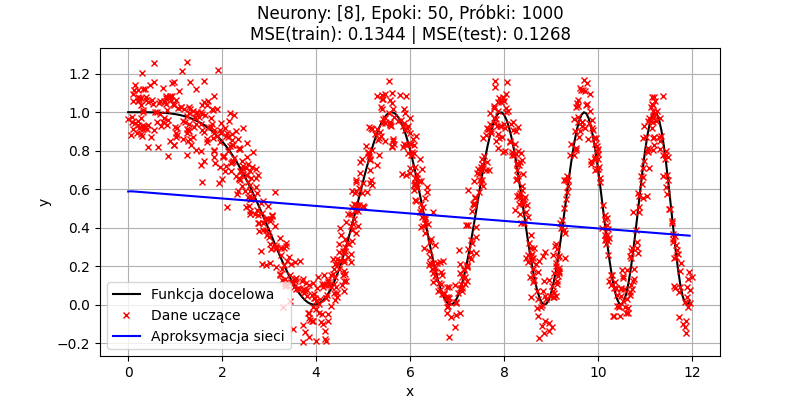 Neurony: [8], Epoki: 50, Próbki: 1000
MSE(train): 0.1344 | MSE(test): 0.1268
1.2
1.0
0.8
0.6
0.4
0.2
0.0
−0.2
y
Funkcja docelowa
Dane uczące
Aproksymacja sieci
0 2 4 6 8 10 12
x